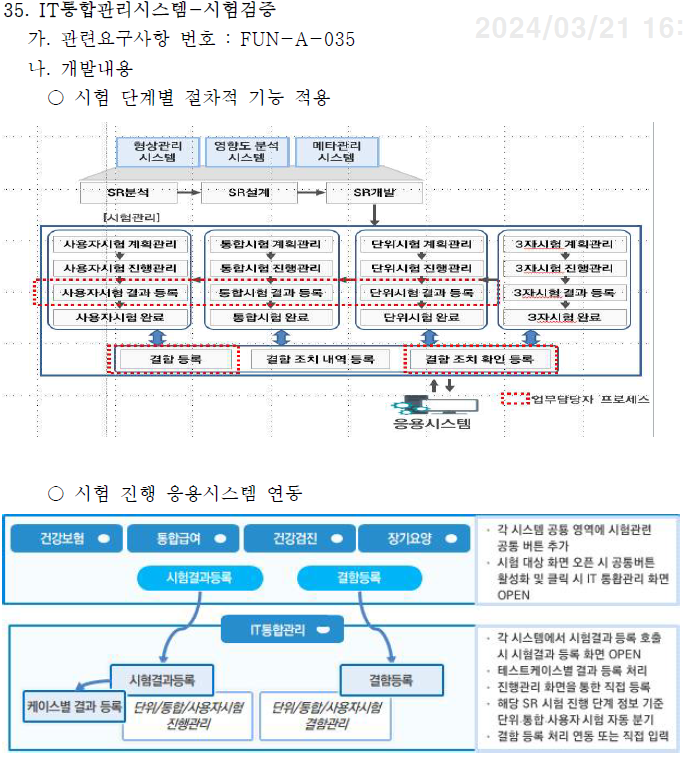 35. IT통합관리시스템-시험검증
2024/03/21 16:
가. 관련요구사항 번호 : FUN-A-035
나. 개발내용
○ 시험 단계별 절차적 기능 적용
형상관리 시스템
영향도 분석 시스템
메타관리 시스템
SR분석
SR설계
SR개발
[시험관리]
사용자시험 계획관리
통합시험 계획관리
단위시험 계획관리
3자시험 계획관리
사용자시험 진행관리
통합시험 진행관리
단위시험 진행관리
3자시험 진행관리
사용자시험 결과 등록
통합시험 결과 등록
단위시험 결과 등록
3자시험 결과 등록
사용자시험 완료
통합시험 완료
단위시험 완료
3자시험 완료
결함 등록
결함 조치 내역 등록
결함 조치 확인 등록
업무담당자 프로세스
응용시스템
○ 시험 진행 응용시스템 연동
건강보험
통합급여
건강검진
장기요양
시험결과등록
결함등록
· 각 시스템 공통 영역에 시험관련
공통 버튼 추가
· 시험 대상 화면 오픈 시 공통버튼
활성화 및 클릭 시 IT 통합관리 화면
OPEN
IT통합관리
시험결과등록
결함등록
케이스별 결과 등록
단위/통합/사용자시험
진행관리
단위/통합/사용자시험
결함관리
· 각 시스템에서 시험결과 등록 호출
시 시험결과 등록 화면 OPEN
· 테스트케이스별 결과 등록 처리
· 진행관리 화면을 통한 직접 등록
· 해당 SR 시험 진행 단계 정보 기준
단위 통합 사용자 시험 자동 분기
· 결함 등록 처리 연동 또는 직접 입력